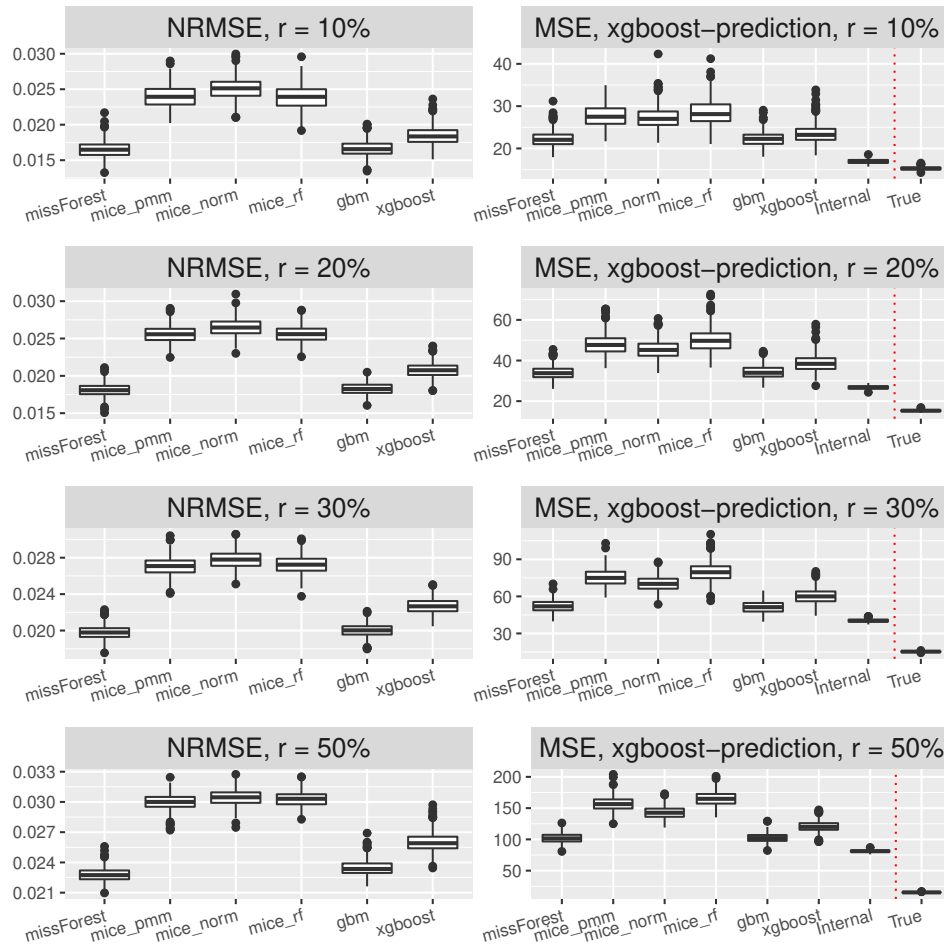 NRMSE, r = 10%
0.030
0.025
0.020
0.015
missForest mice_pmm mice_norm mice_rf gbm xgboost
MSE, xgboost−prediction, r = 10%
40
30
20
missForest mice_pmm mice_norm mice_rf gbm xgboost Internal True
NRMSE, r = 20%
0.030
0.025
0.020
0.015
missForest mice_pmm mice_norm mice_rf gbm xgboost
MSE, xgboost−prediction, r = 20%
60
40
20
missForest mice_pmm mice_norm mice_rf gbm xgboost Internal True
NRMSE, r = 30%
0.028
0.024
0.020
missForest mice_pmm mice_norm mice_rf gbm xgboost
MSE, xgboost−prediction, r = 30%
90
60
30
missForest mice_pmm mice_norm mice_rf gbm xgboost Internal True
NRMSE, r = 50%
0.033
0.030
0.027
0.024
0.021
missForest mice_pmm mice_norm mice_rf gbm xgboost
MSE, xgboost−prediction, r = 50%
200
150
100
50
missForest mice_pmm mice_norm mice_rf gbm xgboost Internal True